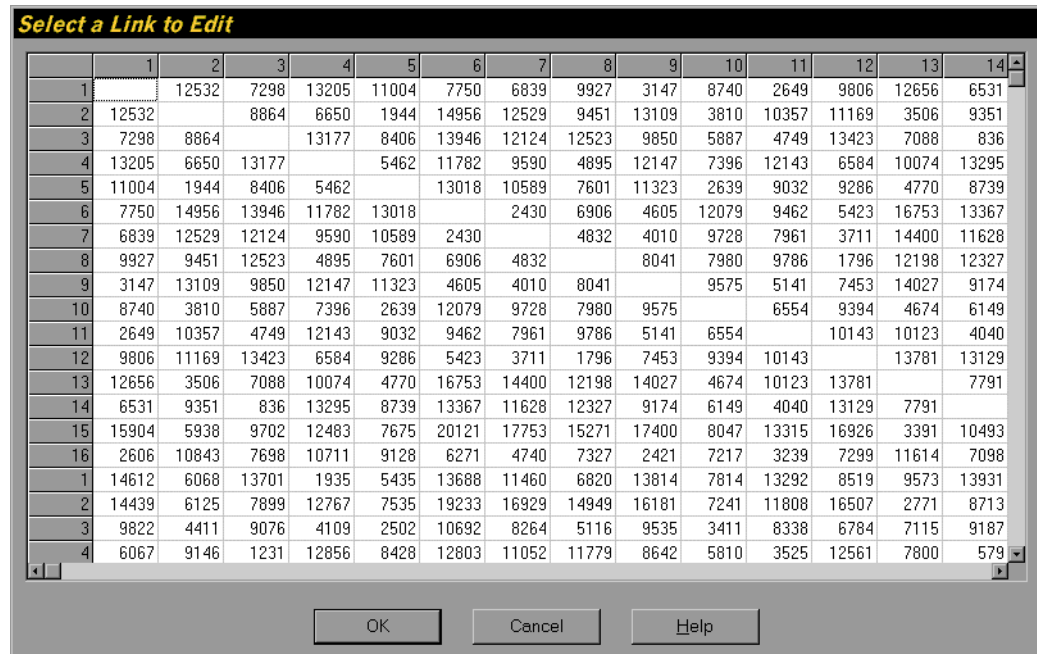 Select a Link to Edit
1 2 3 4 5 6 7 8 9 10 11 12 13 14
1 12532 7298 13205 11004 7750 6839 9927 3147 8740 2649 9806 12656 6531
2 12532 8864 6650 1944 14956 12529 9451 13109 3810 10357 11169 3506 9351
3 7298 8864 13177 8406 13946 12124 12523 9850 5887 4749 13423 7088 836
4 13205 6650 13177 5462 11782 9590 4895 12147 7396 12143 6584 10074 13295
5 11004 1944 8406 5462 13018 10589 7601 11323 2639 9032 9286 4770 8739
6 7750 14956 13946 11782 13018 2430 6906 4605 12079 9462 5423 16753 13367
7 6839 12529 12124 9590 10589 2430 4832 4010 9728 7961 3711 14400 11628
8 9927 9451 12523 4895 7601 6906 4832 8041 7980 9786 1796 12198 12327
9 3147 13109 9850 12147 11323 4605 4010 8041 9575 5141 7453 14027 9174
10 8740 3810 5887 7396 2639 12079 9728 7980 9575 6554 9394 4674 6149
11 2649 10357 4749 12143 9032 9462 7961 9786 5141 6554 10143 10123 4040
12 9806 11169 13423 6584 9286 5423 3711 1796 7453 9394 10143 13781 13129
13 12656 3506 7088 10074 4770 16753 14400 12198 14027 4674 10123 13781 7791
14 6531 9351 836 13295 8739 13367 11628 12327 9174 6149 4040 13129 7791
15 15904 5938 9702 12483 7675 20121 17753 15271 17400 8047 13315 16926 3391 10493
16 2606 10843 7698 10711 9128 6271 4740 7327 2421 7217 3239 7299 11614 7098
1 14612 6068 13701 1935 5435 13688 11460 6820 13814 7814 13292 8519 9573 13931
2 14439 6125 7899 12767 7535 19233 16929 14949 16181 7241 11808 16507 2771 8713
3 9822 4411 9076 4109 2502 10692 8264 5116 9535 3411 8338 6784 7115 9187
4 6067 9146 1231 12856 8428 12803 11052 11779 8642 5810 3525 12561 7800 579
OK Cancel Help